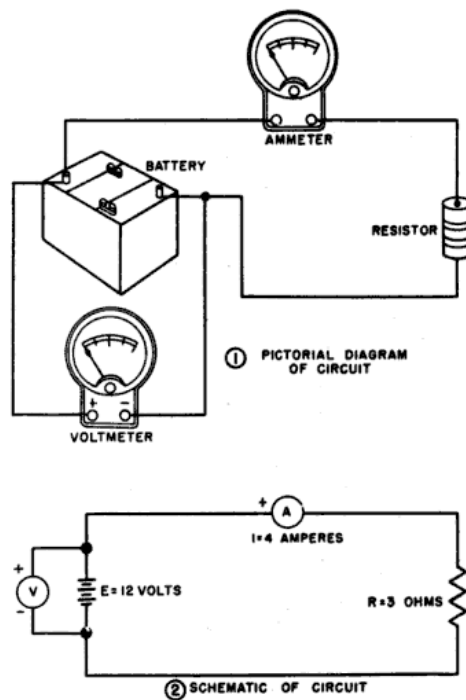 AMMETER
BATTERY
RESISTOR
① PICTORIAL DIAGRAM
OF CIRCUIT
+ -
VOLTMETER
+ A
I=4 AMPERES
+
V
-
E=12 VOLTS
R=3 OHMS
② SCHEMATIC OF CIRCUIT